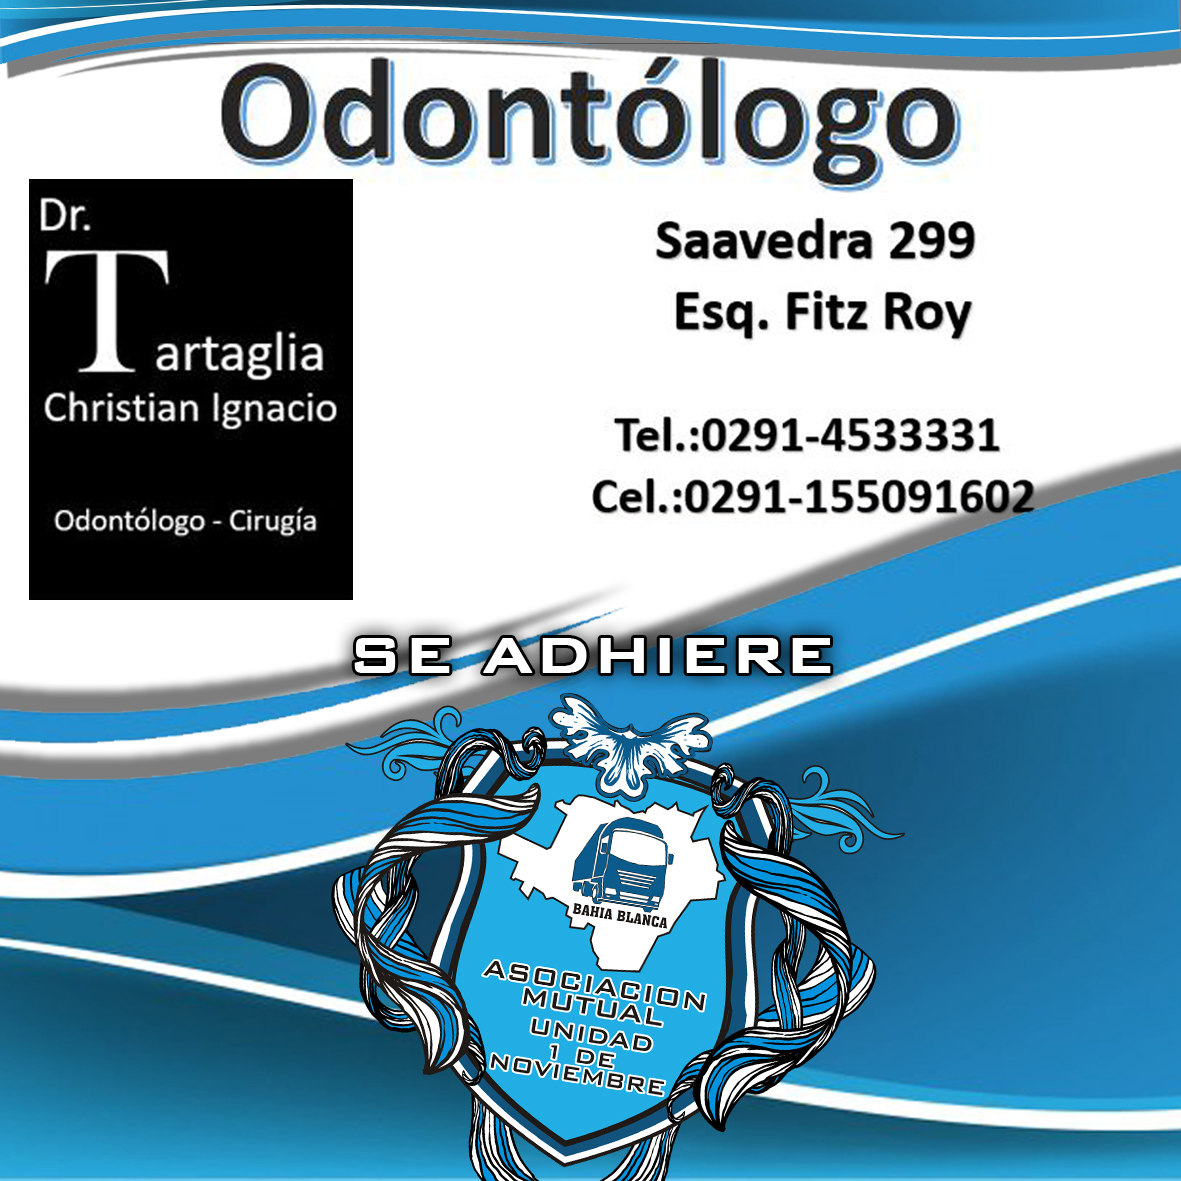 Odontólogo
Dr.
Tartaglia
Christian Ignacio
Odontólogo - Cirugía
Saavedra 299
Esq. Fitz Roy
Tel.:0291-4533331
Cel.:0291-155091602
SE ADHIERE
BAHIA BLANCA
ASOCIACION
MUTUAL
UNIDAD
1 DE
NOVIEMBRE